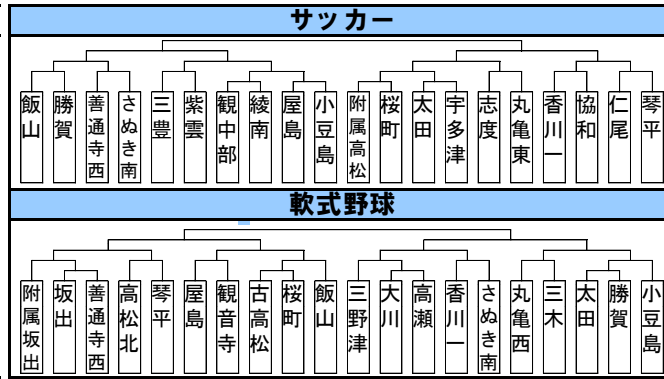 サッカー
飯山
勝賀
善通寺西
さぬき南
三豊
紫雲
観中部
綾南
屋島
小豆島
附属高松
桜町
太田
宇多津
志度
丸亀東
香川一
協和
仁尾
琴平
軟式野球
附属坂出
坂出
善通寺西
高松北
琴平
屋島
観音寺
古高松
桜町
飯山
三野津
大川
高瀬
香川一
さぬき南
丸亀西
三木
太田
勝賀
小豆島